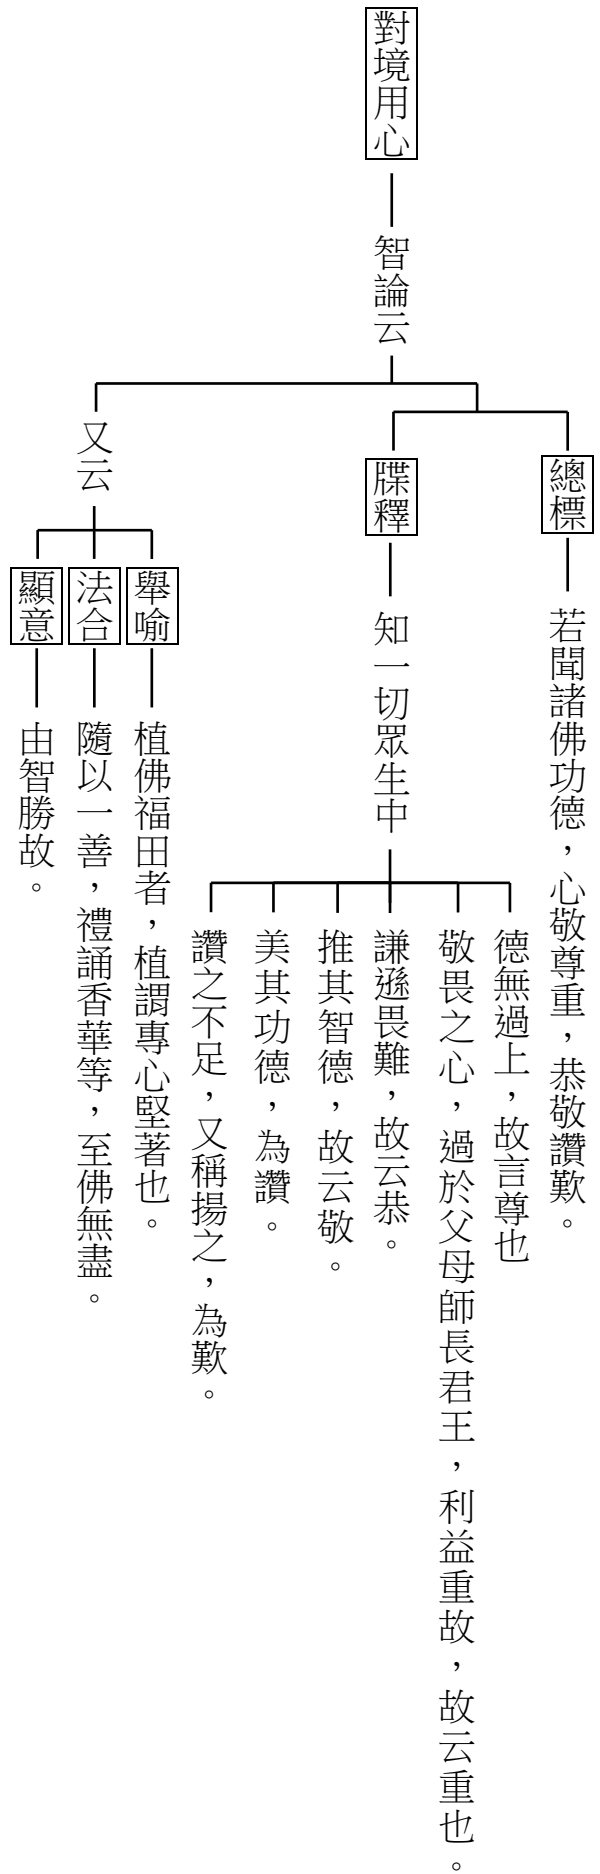 對境用心
智論云
總標
若聞諸佛功德，心敬尊重，恭敬讚歎。
牒釋
知一切眾生中
德無過上，故言尊也
敬畏之心，過於父母師長君王，利益重故，故云重也。
謙遜畏難，故云恭。
推其智德，故云敬。
美其功德，為讚。
讚之不足，又稱揚之，為歎。
又云
舉喻
植佛福田者，植謂專心堅著也。
法合
隨以一善，禮誦香華等，至佛無盡。
顯意
由智勝故。